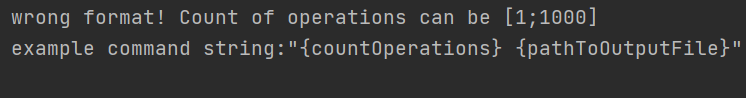 wrong format! Count of operations can be [1;1000]
example command string:"{countOperations} {pathToOutputFile}"